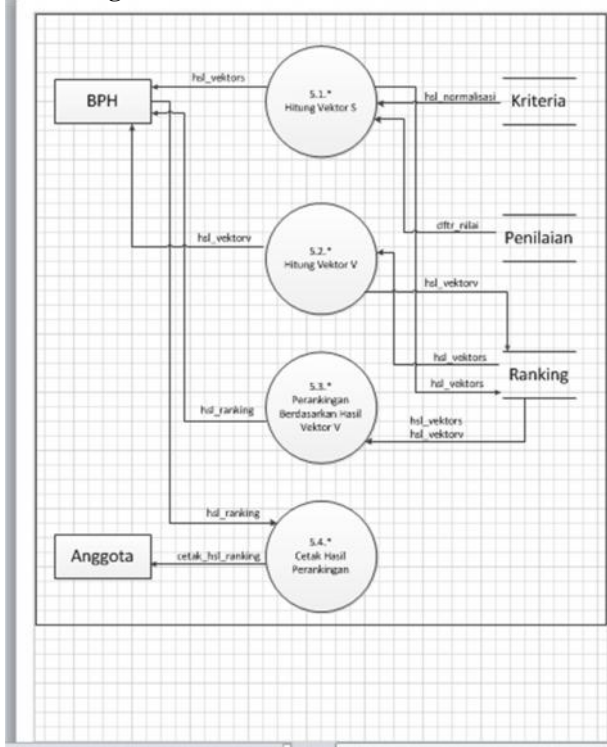 hsl_vektors
BPH
5.1.*
Hitung Vektor S
hsl_normalisasi
Kriteria
dftr_nilai
Penilaian
hsl_vektorv
5.2.*
Hitung Vektor V
hsl_vektorv
hsl_vektors
Ranking
hsl_vektors
5.3.*
Perankingan
Berdasarkan Hasil
Vektor V
hsl_ranking
hsl_vektors
hsl_vektorv
hsl_ranking
5.4.*
Cetak Hasil
Perankingan
Anggota
cetak_hsl_ranking